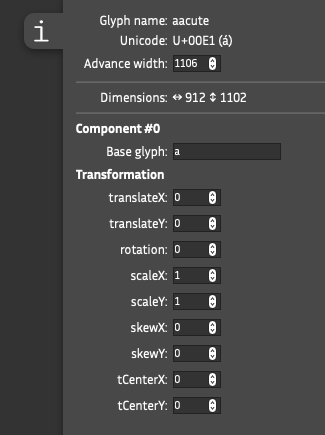 i
Glyph name: aacute
Unicode: U+00E1 (á)
Advance width: 1106
Dimensions: ↔ 912 ↕ 1102
Component #0
Base glyph: a
Transformation
translateX: 0
translateY: 0
rotation: 0
scaleX: 1
scaleY: 1
skewX: 0
skewY: 0
tCenterX: 0
tCenterY: 0